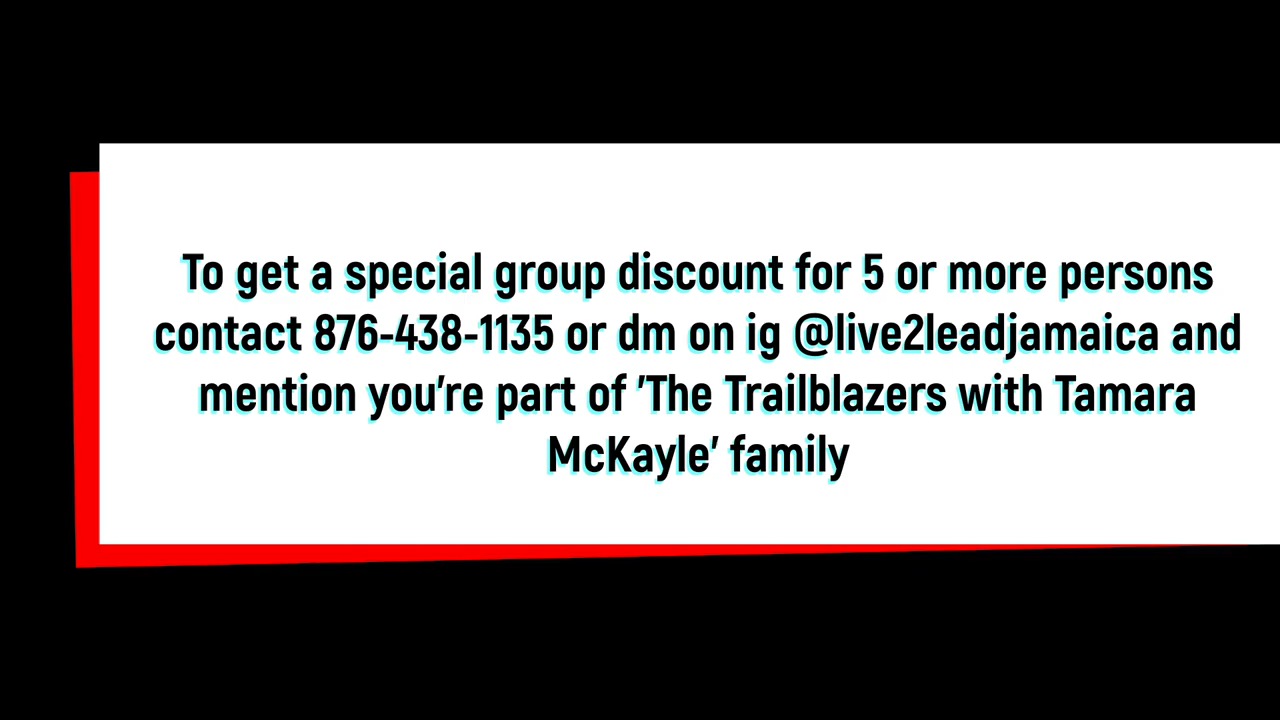 To get a special group discount for 5 or more persons
contact 876-438-1135 or dm on ig @live2leadjamaica and
mention you're part of 'The Trailblazers with Tamara
McKayle' family